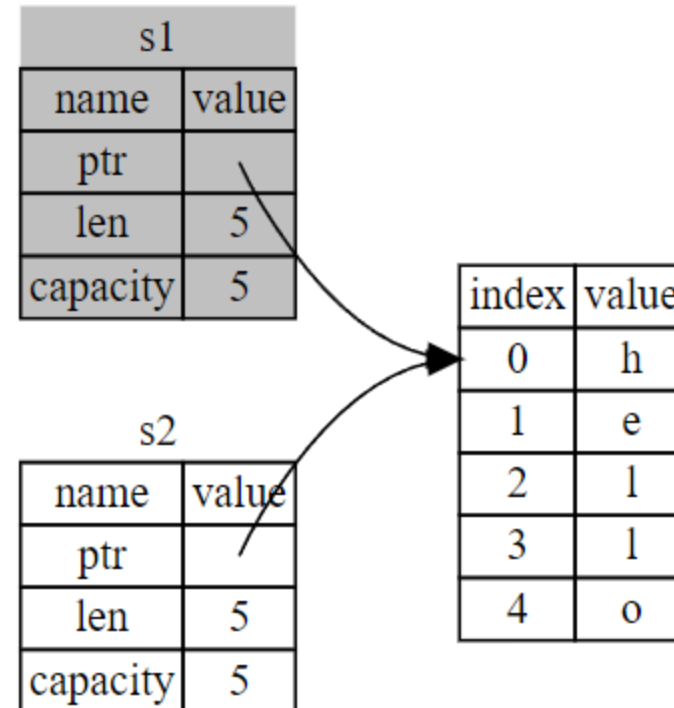 s1
name value
ptr
len 5
capacity 5
s2
name value
ptr
len 5
capacity 5
index value
0 h
1 e
2 l
3 l
4 o